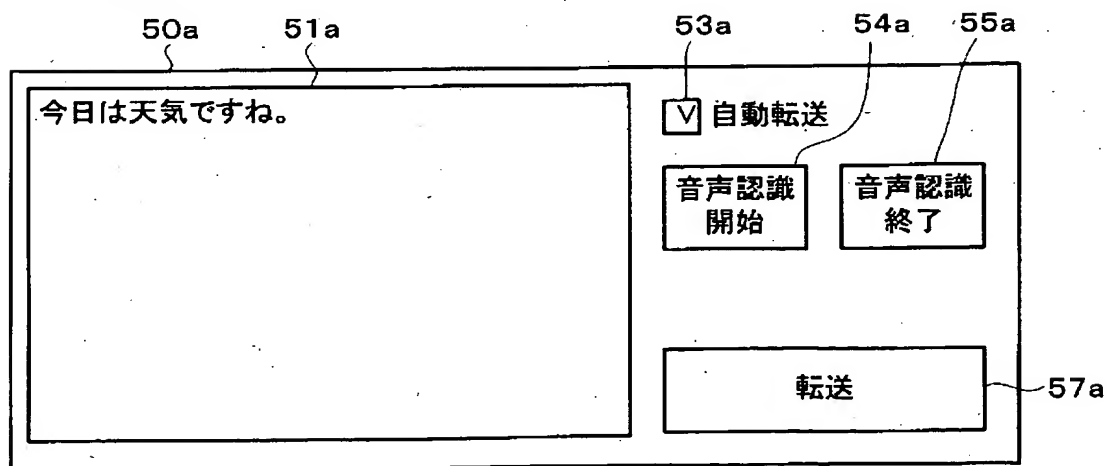 50a
51a
53a
54a
55a
今日は天気ですね。
V 自動転送
音声認識
開始
音声認識
終了
転送
57a